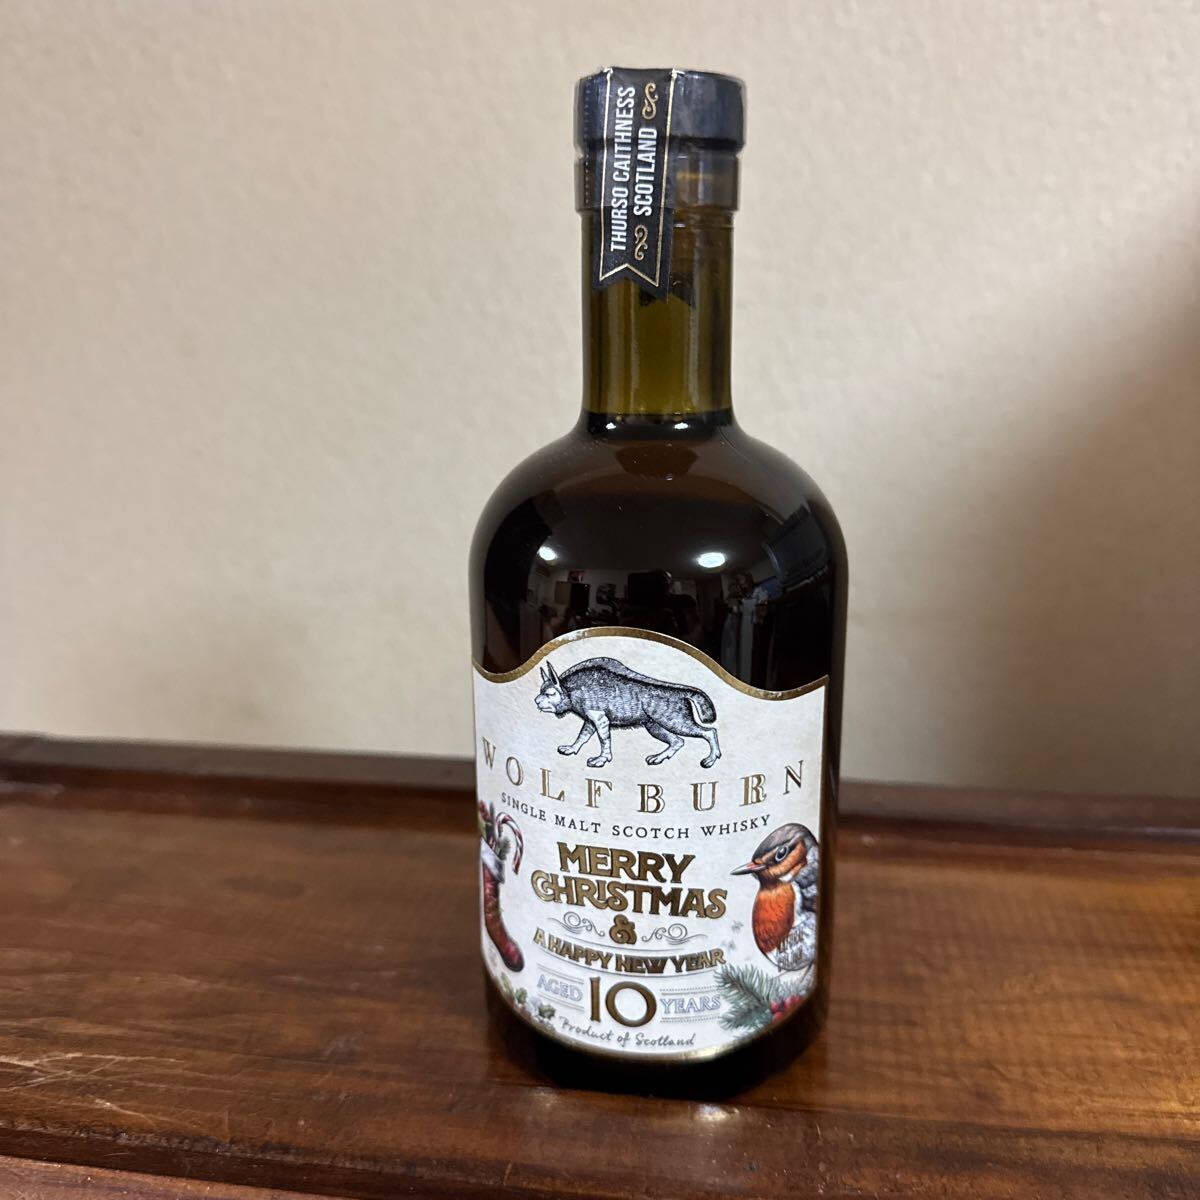 THURSO CAITHNESS
SCOTLAND
WOLFBURN
SINGLE MALT SCOTCH WHISKY
MERRY
CHRISTMAS
&
A HAPPY NEW YEAR
AGED 10 YEARS
Product of Scotland